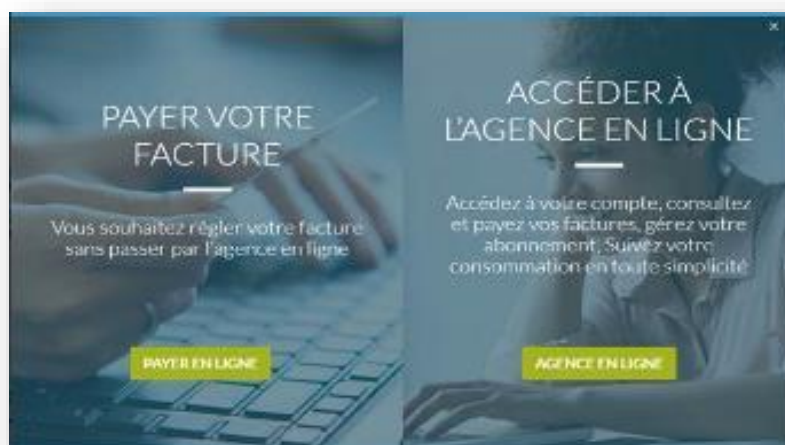 PAYER VOTRE
FACTURE
Vous souhaitez régler votre facture
sans passer par l'agence en ligne
PAYER EN LIGNE
×
ACCÉDER À
L'AGENCE EN LIGNE
Accédez à votre compte, consultez
et payez vos factures, gérez votre
abonnement, Suivez votre
consommation en toute simplicité
AGENCE EN LIGNE